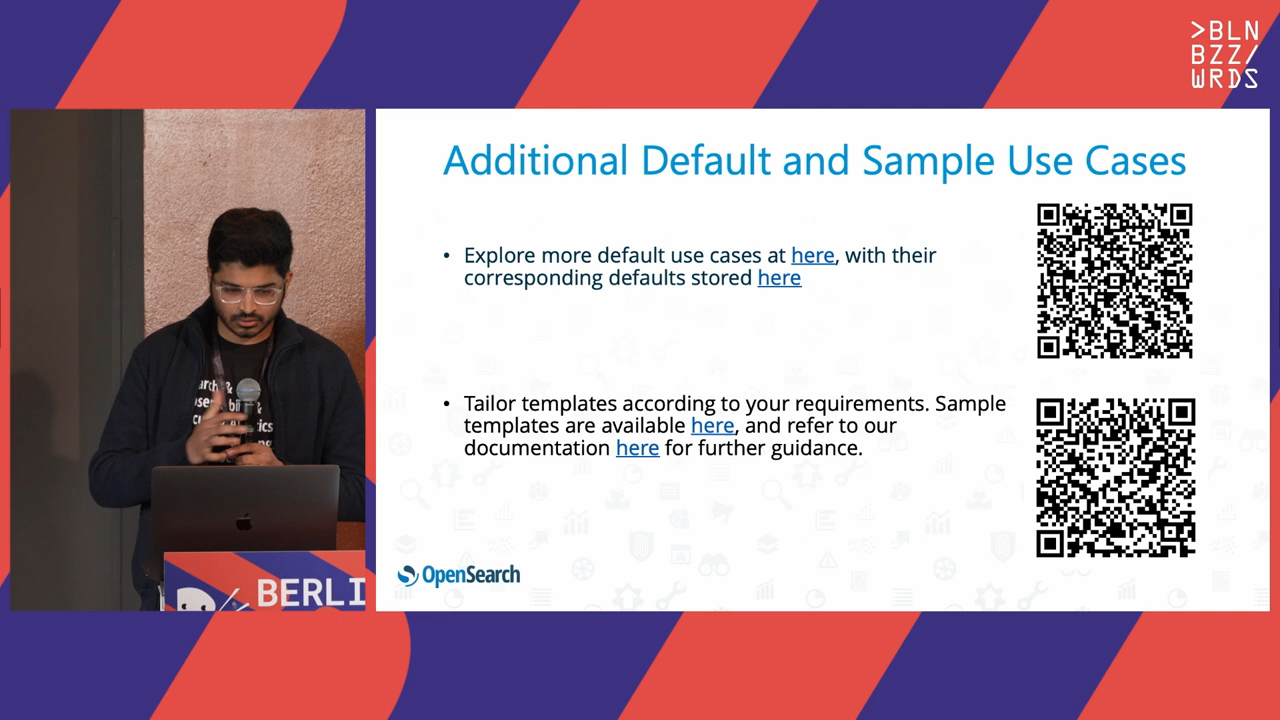 >BLN
BZZ/
WRDS
Additional Default and Sample Use Cases
• Explore more default use cases at here, with their
corresponding defaults stored here
• Tailor templates according to your requirements. Sample
templates are available here, and refer to our
documentation here for further guidance.
OpenSearch
BERLI